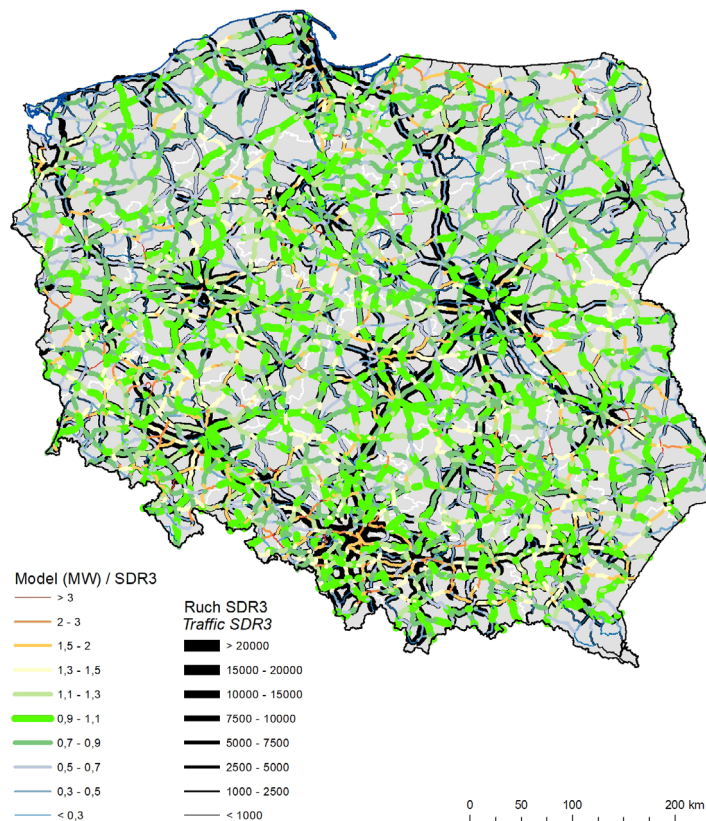 Model (MW) / SDR3
> 3
2 - 3
1,5 - 2
1,3 - 1,5
1,1 - 1,3
0,9 - 1,1
0,7 - 0,9
0,5 - 0,7
0,3 - 0,5
< 0,3
Ruch SDR3
Traffic SDR3
> 20000
15000 - 20000
10000 - 15000
7500 - 10000
5000 - 7500
2500 - 5000
1000 - 2500
< 1000
0 50 100 200 km